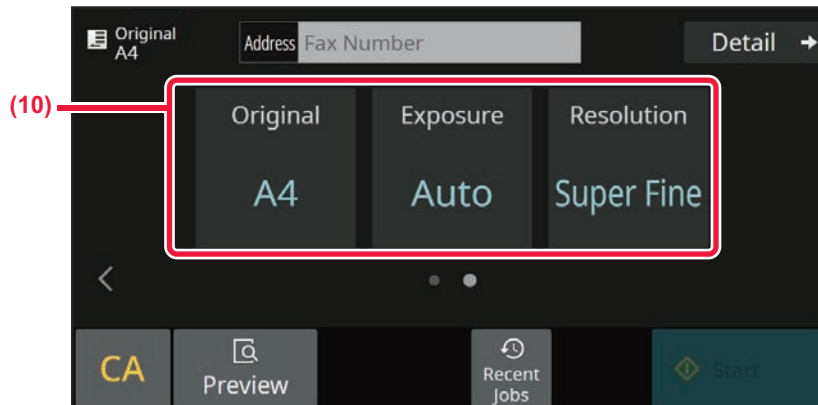 Original
A4
Address Fax Number
Detail
(10)
Original Exposure Resolution
A4 Auto Super Fine
CA
Preview
Recent
Jobs
Start